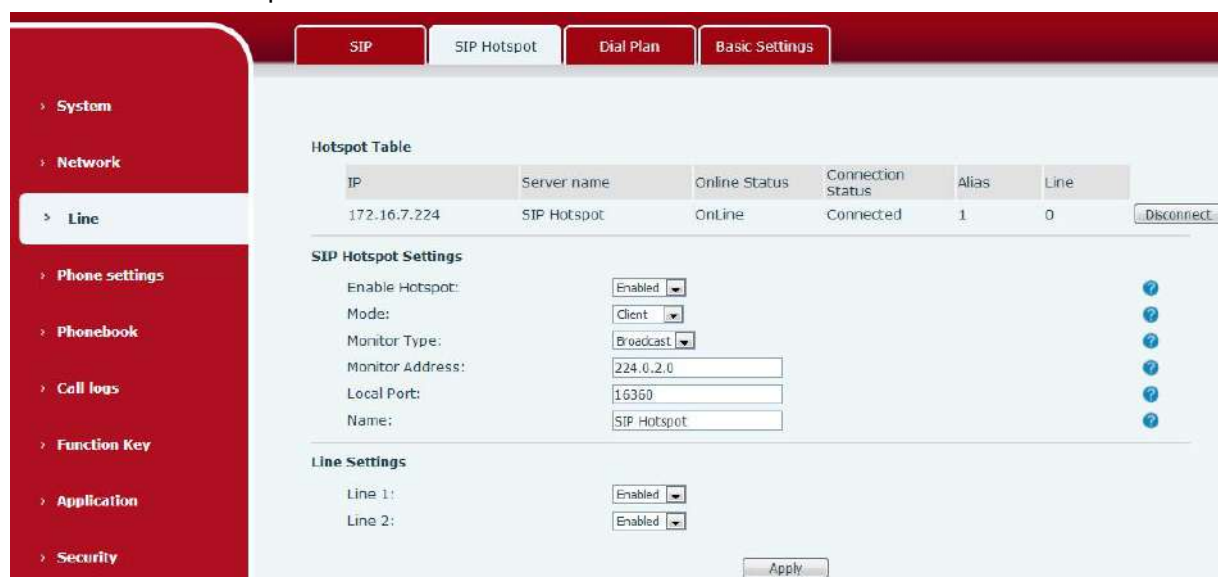 SIP SIP Hotspot Dial Plan Basic Settings
› System
› Network
› Line
› Phone settings
› Phonebook
› Call logs
› Function Key
› Application
› Security
Hotspot Table
IP Server name Online Status Connection Status Alias Line
172.16.7.224 SIP Hotspot OnLine Connected 1 0 Disconnect
SIP Hotspot Settings
Enable Hotspot: Enabled ?
Mode: Client ?
Monitor Type: Broadcast ?
Monitor Address: 224.0.2.0 ?
Local Port: 16360 ?
Name: SIP Hotspot ?
Line Settings
Line 1: Enabled
Line 2: Enabled
Apply